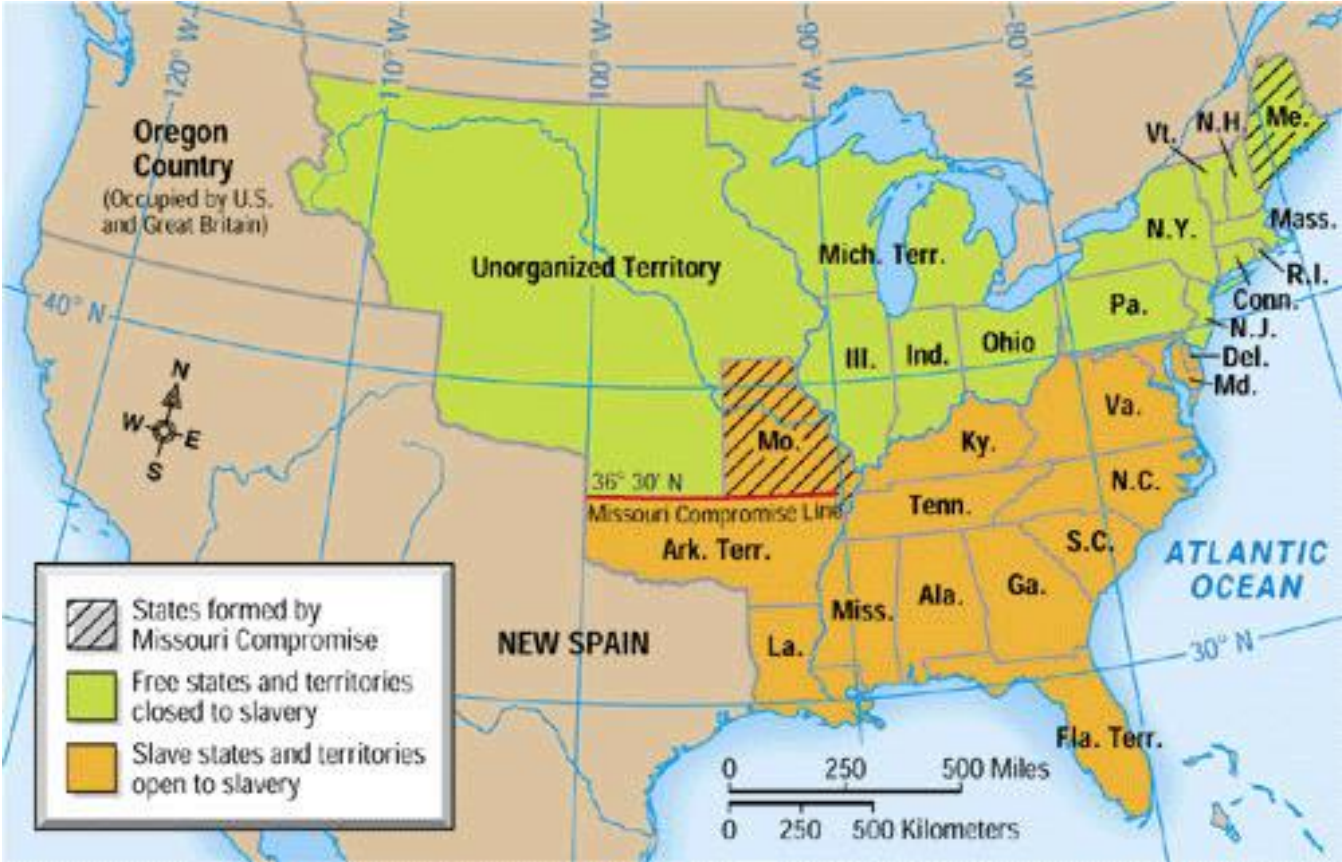 120° W
110° W
100° W
90° W
80° W
Oregon
Country
(Occupied by U.S.
and Great Britain)
Unorganized Territory
Mich. Terr.
Vt.
N.H.
Me.
N.Y.
Mass.
R.I.
Conn.
Pa.
N.J.
Del.
Md.
Ill.
Ind.
Ohio
40° N
N
W
E
S
Mo.
Ky.
Va.
36° 30' N
Missouri Compromise Line
Tenn.
N.C.
Ark. Terr.
S.C.
ATLANTIC
OCEAN
Miss.
Ala.
Ga.
La.
NEW SPAIN
30° N
Fla. Terr.
States formed by
Missouri Compromise
Free states and territories
closed to slavery
Slave states and territories
open to slavery
0 250 500 Miles
0 250 500 Kilometers